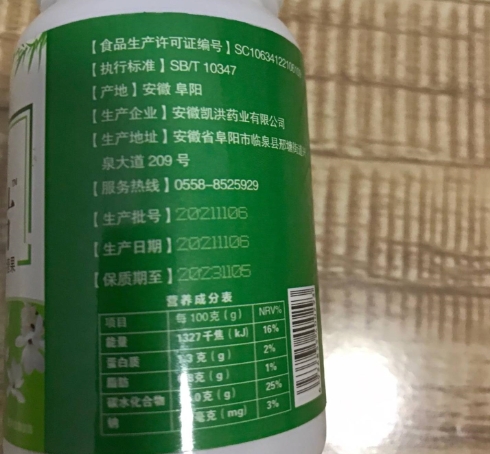 【食品生产许可证编号】SC10634122100
【执行标准】SB/T 10347
【产地】安徽 阜阳
【生产企业】安徽凯洪药业有限公司
【生产地址】安徽省阜阳市临泉县邢塘街道
泉大道 209 号
【服务热线】0558-8525929
【生产批号】20211106
【生产日期】20211106
【保质期至】20231105
营养成分表
项目 每 100克（g） NRV%
能量 1327千焦（kJ） 16%
蛋白质 克（g） 2%
脂肪 克（g） 1%
碳水化合物 克（g） 25%
钠 毫克（mg） 3%